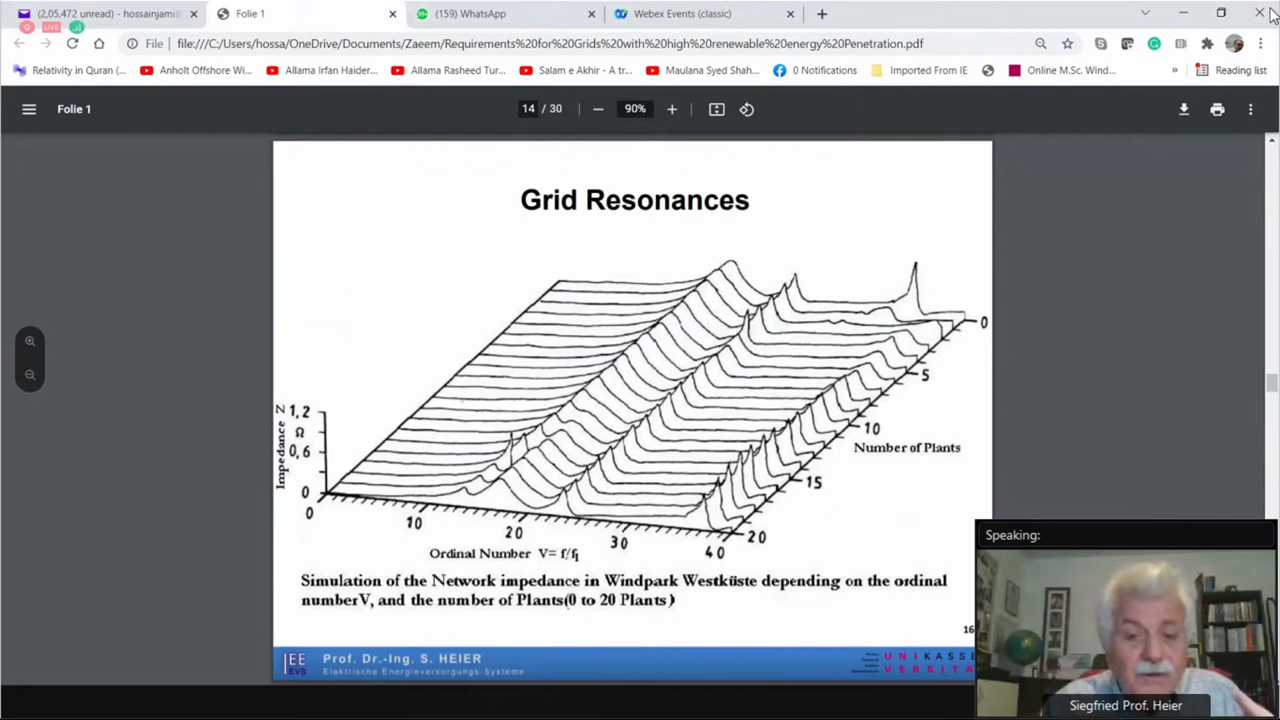 (2,05,472 unread) - hossainjami@
Folie 1
(159) WhatsApp
Webex Events (classic)
LIVE
File
file:///C:/Users/hossa/OneDrive/Documents/Zaeem/Requirements%20for%20Grids%20with%20high%20renewable%20energy%20Penetration.pdf
Relativity in Quran (...
Anholt Offshore Wi...
Allama Irfan Haider...
Allama Rasheed Tur...
Salam e Akhir - A tr...
Maulana Syed Shah...
0 Notifications
Imported From IE
Online M.Sc. Wind...
»
Reading list
Folie 1
14 / 30
90%
Grid Resonances
0
5
10
Number of Plants
15
20
Impedance Z
1,2
Ω
0,6
0
0
10
20
30
40
Ordinal Number V= f/f1
Simulation of the Network impedance in Windpark Westküste depending on the ordinal
numberV, and the number of Plants(0 to 20 Plants)
16
IEE
EVS
Prof. Dr.-Ing. S. HEIER
Elektrische Energieversorgungs-Systeme
UNIKASSE
VERSITA
Speaking:
Siegfried Prof. Heier